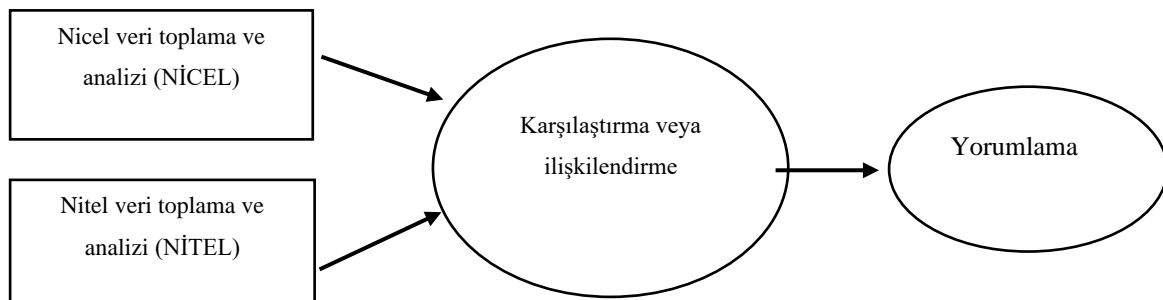 Nicel veri toplama ve
analizi (NİCEL)
Nitel veri toplama ve
analizi (NİTEL)
Karşılaştırma veya
ilişkilendirme
Yorumlama